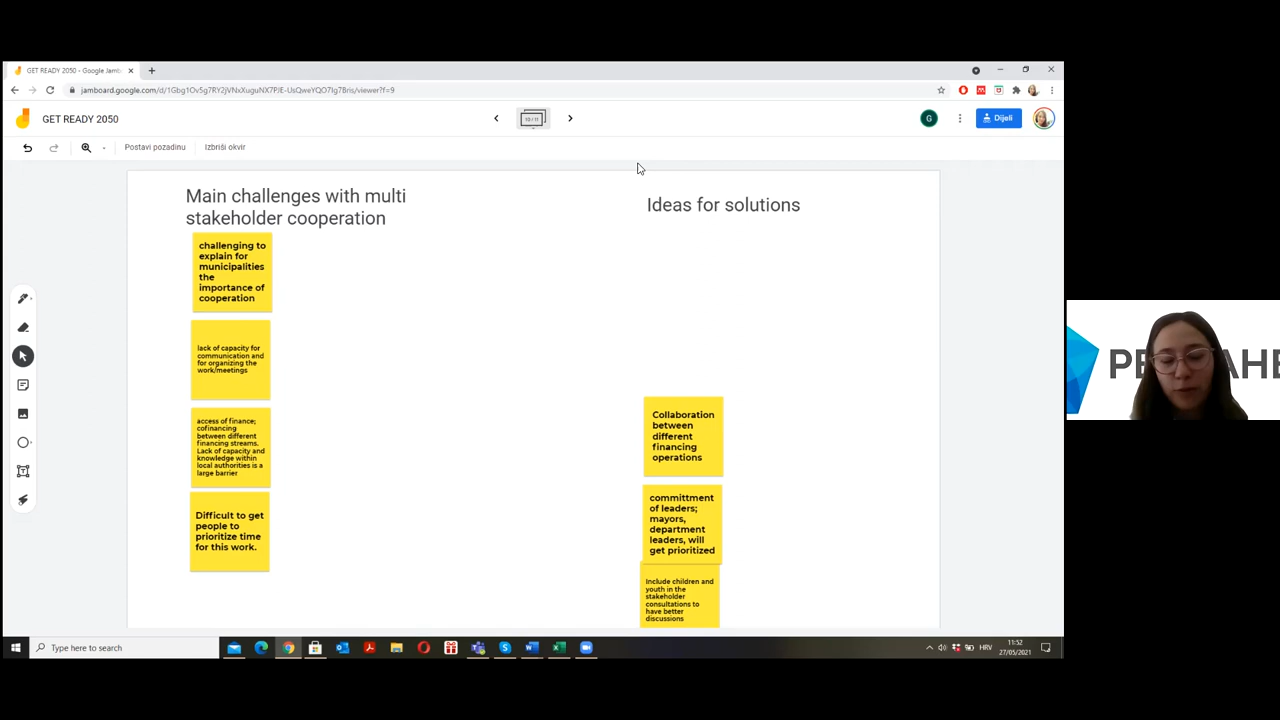 GET READY 2050 - Google Jamb
jamboard.google.com/d/1Gbg1Ov5g7RY2jVNxXuguNX7PJE-UsQweYQO7Ig7Bris/viewer?f=9
GET READY 2050
10 / 11
G
Dijeli
Postavi pozadinu
Izbriši okvir
Main challenges with multi
stakeholder cooperation
challenging to
explain for
municipalities
the
importance of
cooperation
lack of capacity for
communication and
for organizing the
work/meetings
access of finance;
cofinancing
between different
financing streams.
Lack of capacity and
knowledge within
local authorities is a
large barrier
Difficult to get
people to
prioritize time
for this work.
Ideas for solutions
Collaboration
between
different
financing
operations
committment
of leaders;
mayors,
department
leaders, will
get prioritized
Include children and
youth in the
stakeholder
consultations to
have better
discussions
Type here to search
HRV
11:52
27/05/2021